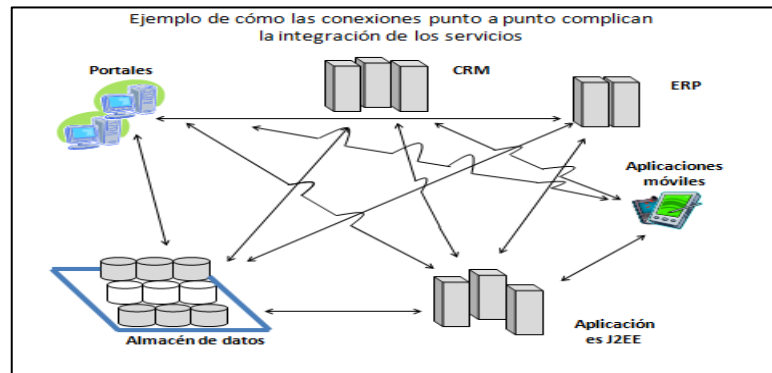 Ejemplo de cómo las conexiones punto a punto complican
la integración de los servicios
Portales
CRM
ERP
Aplicaciones
móviles
Almacén de datos
Aplicación
es J2EE